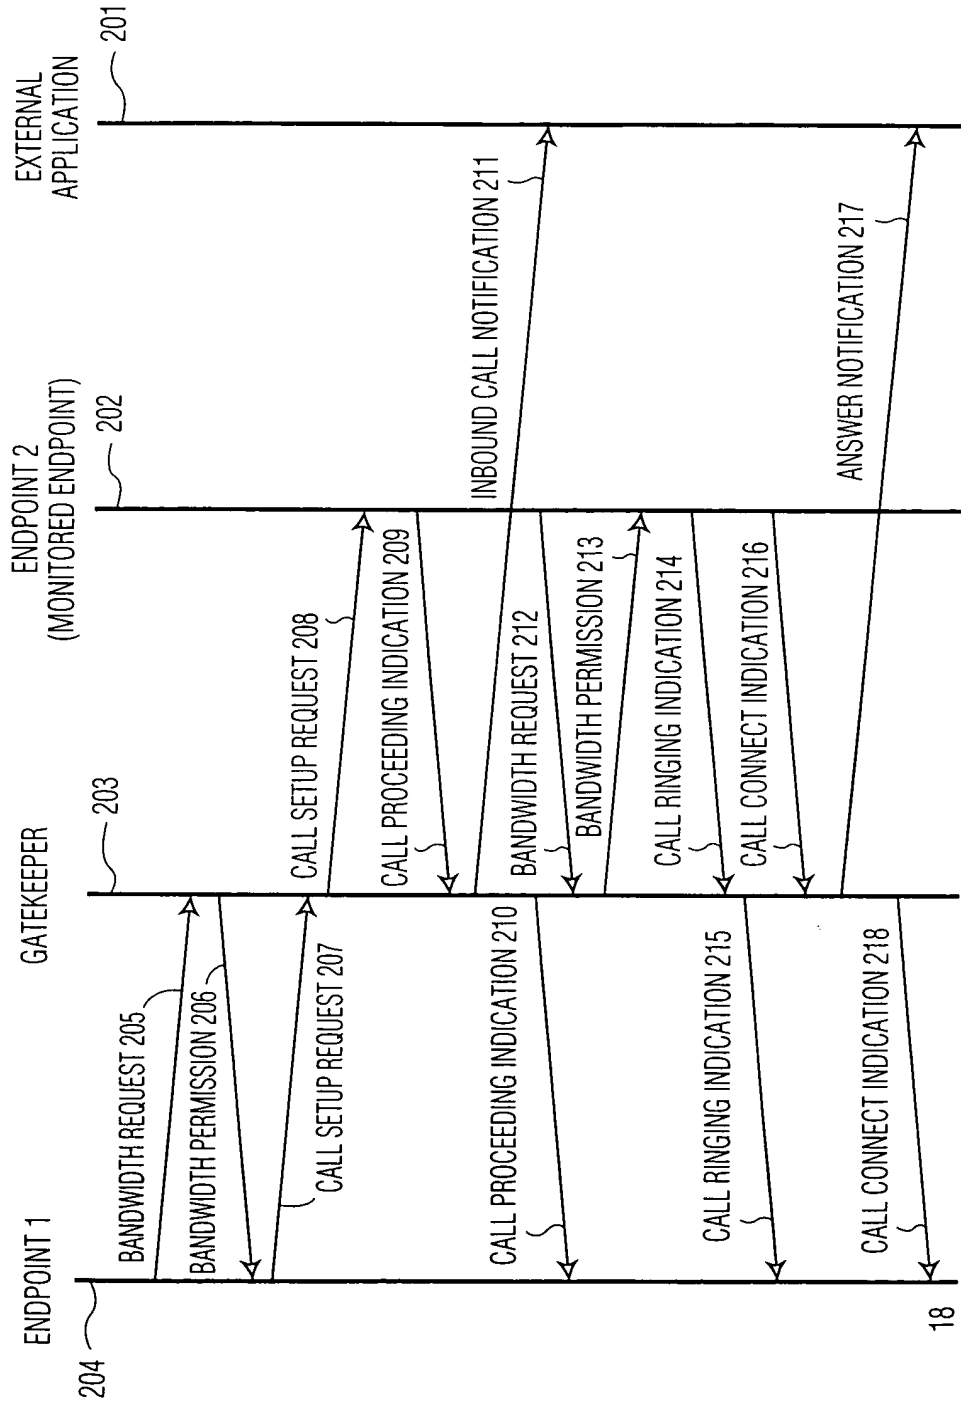 ENDPOINT 1
204
GATEKEEPER
203
ENDPOINT 2
(MONITORED ENDPOINT)
202
EXTERNAL
APPLICATION
201
BANDWIDTH REQUEST 205
BANDWIDTH PERMISSION 206
CALL SETUP REQUEST 207
CALL SETUP REQUEST 208
CALL PROCEEDING INDICATION 209
CALL PROCEEDING INDICATION 210
INBOUND CALL NOTIFICATION 211
BANDWIDTH REQUEST 212
BANDWIDTH PERMISSION 213
CALL RINGING INDICATION 214
CALL RINGING INDICATION 215
CALL CONNECT INDICATION 216
ANSWER NOTIFICATION 217
CALL CONNECT INDICATION 218
18